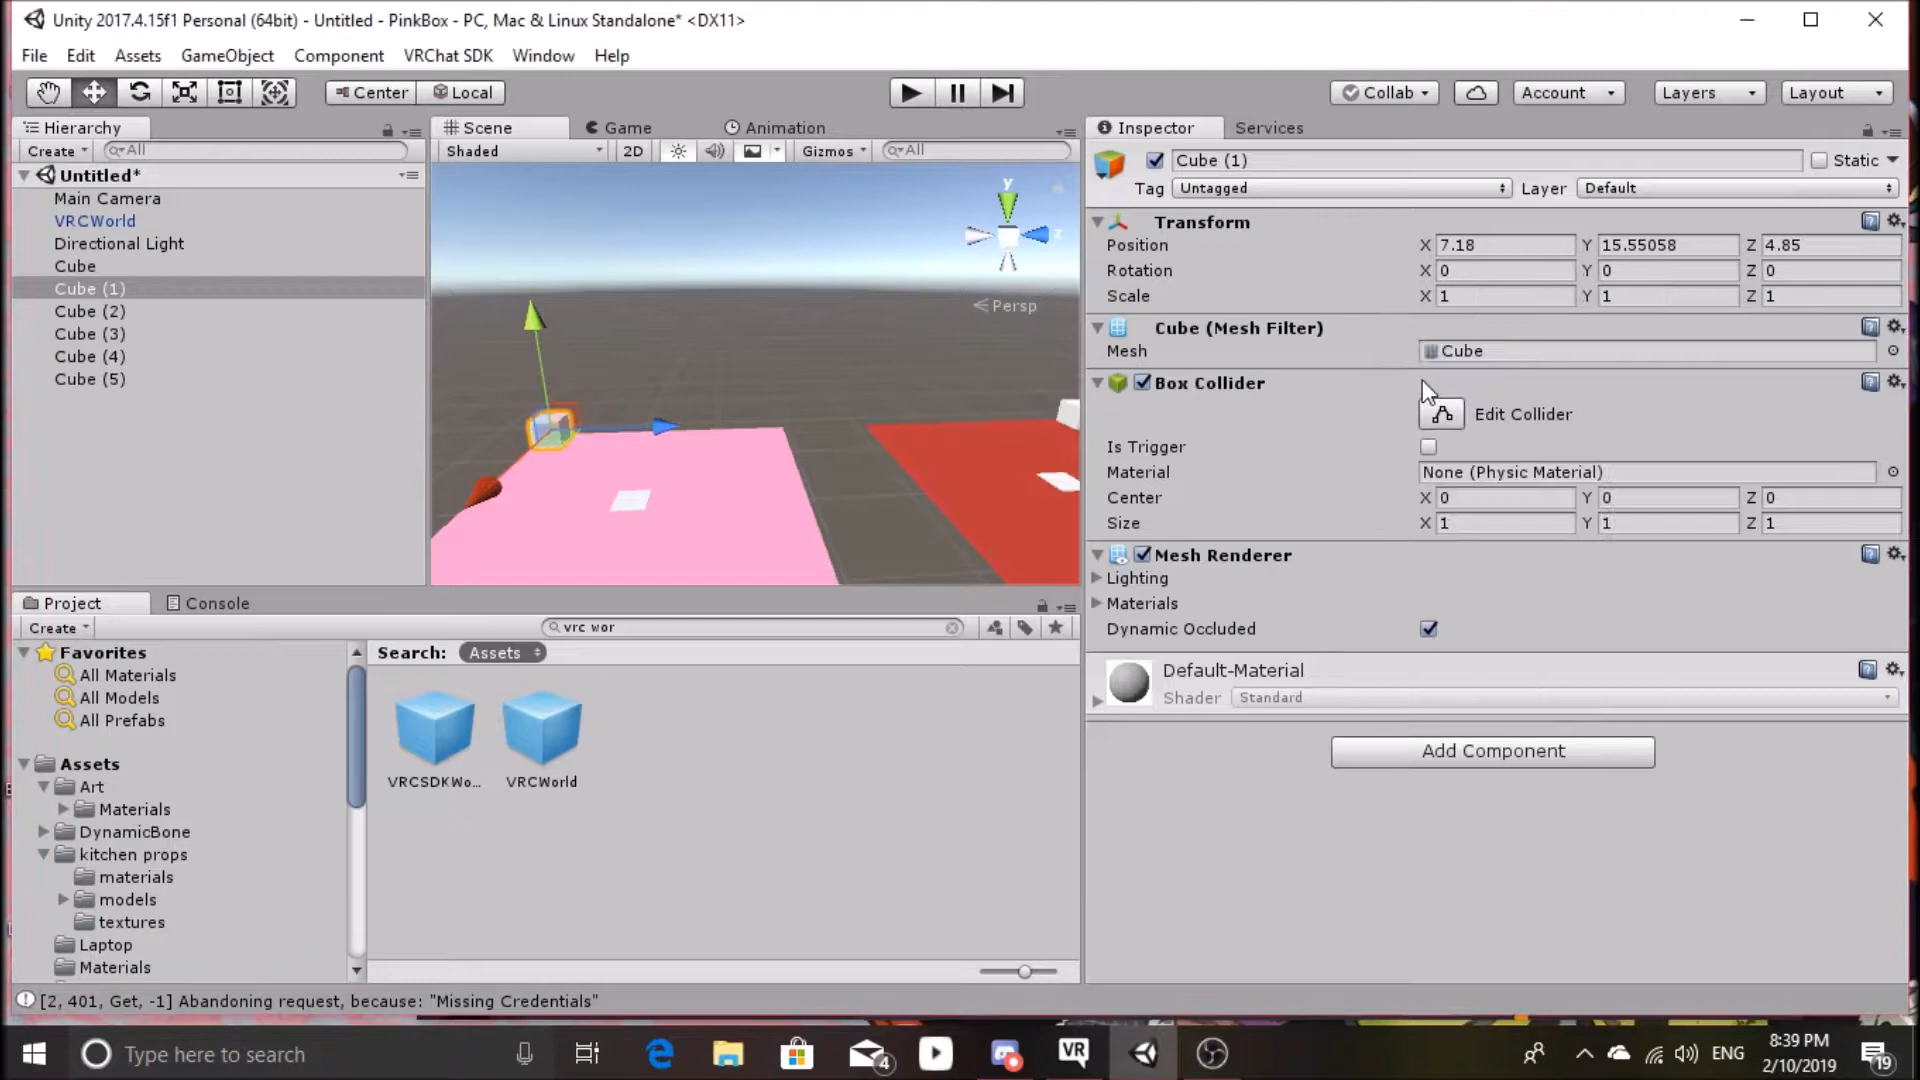 Unity 2017.4.15f1 Personal (64bit) - Untitled - PinkBox - PC, Mac & Linux Standalone* <DX11>
File Edit Assets GameObject Component VRChat SDK Window Help
Center Local Collab Account Layers Layout
Hierarchy
Create All
Untitled*
Main Camera
VRCWorld
Directional Light
Cube
Cube (1)
Cube (2)
Cube (3)
Cube (4)
Cube (5)
Scene Game Animation
Shaded 2D Gizmos All
y
z
Persp
Inspector Services
Cube (1) Static
Tag Untagged Layer Default
Transform
Position X 7.18 Y 15.55058 Z 4.85
Rotation X 0 Y 0 Z 0
Scale X 1 Y 1 Z 1
Cube (Mesh Filter)
Mesh Cube
Box Collider
Edit Collider
Is Trigger
Material None (Physic Material)
Center X 0 Y 0 Z 0
Size X 1 Y 1 Z 1
Mesh Renderer
Lighting
Materials
Dynamic Occluded
Default-Material
Shader Standard
Add Component
Project Console
Create vrc wor
Favorites
All Materials
All Models
All Prefabs
Assets
Art
Materials
DynamicBone
kitchen props
materials
models
textures
Laptop
Materials
Search: Assets
VRCSDKWo... VRCWorld
[2, 401, Get, -1] Abandoning request, because: "Missing Credentials"
Type here to search
4
VR
ENG
8:39 PM
2/10/2019
19